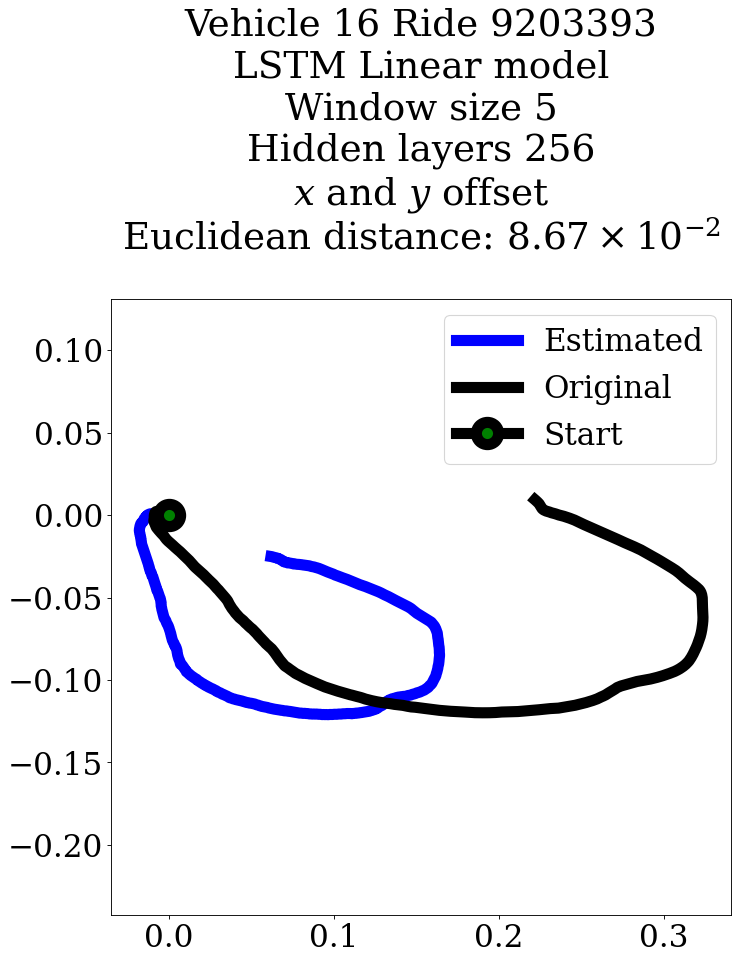 Vehicle 16 Ride 9203393
LSTM Linear model
Window size 5
Hidden layers 256
x and y offset
Euclidean distance: 8.67 × 10⁻²
Estimated
Original
Start
0.10
0.05
0.00
−0.05
−0.10
−0.15
−0.20
0.0 0.1 0.2 0.3